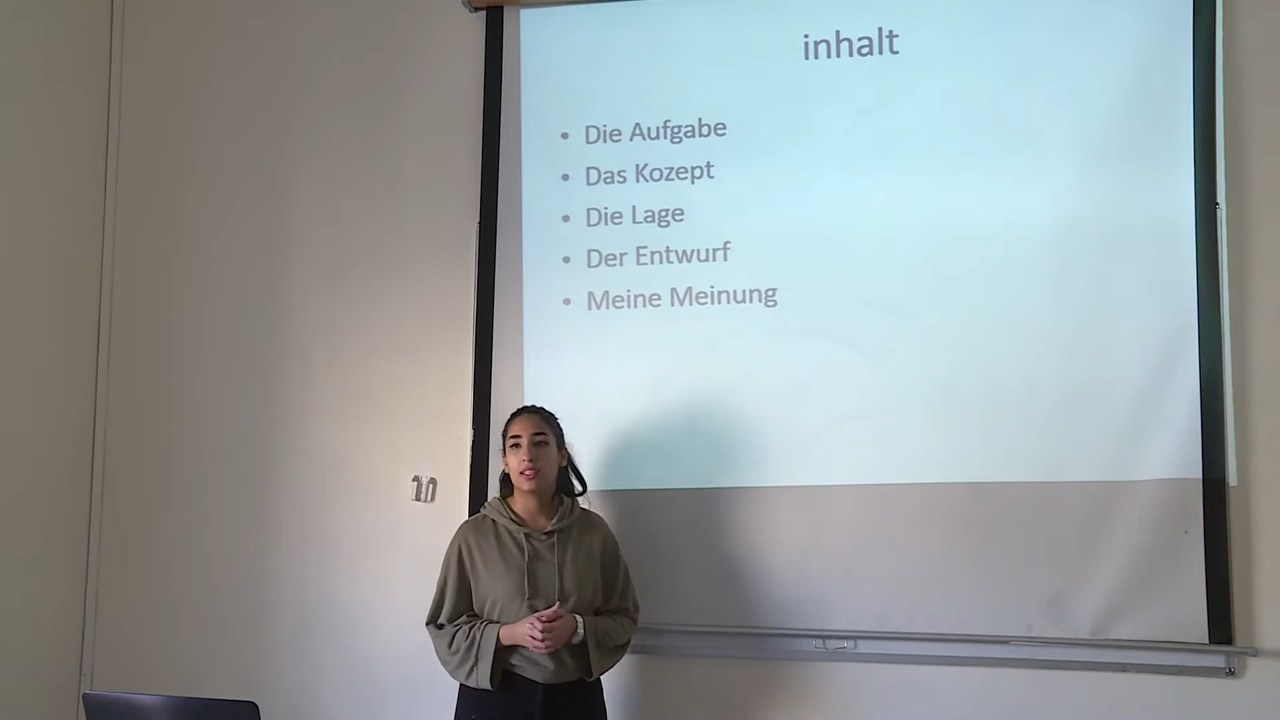 inhalt
• Die Aufgabe
• Das Kozept
• Die Lage
• Der Entwurf
• Meine Meinung